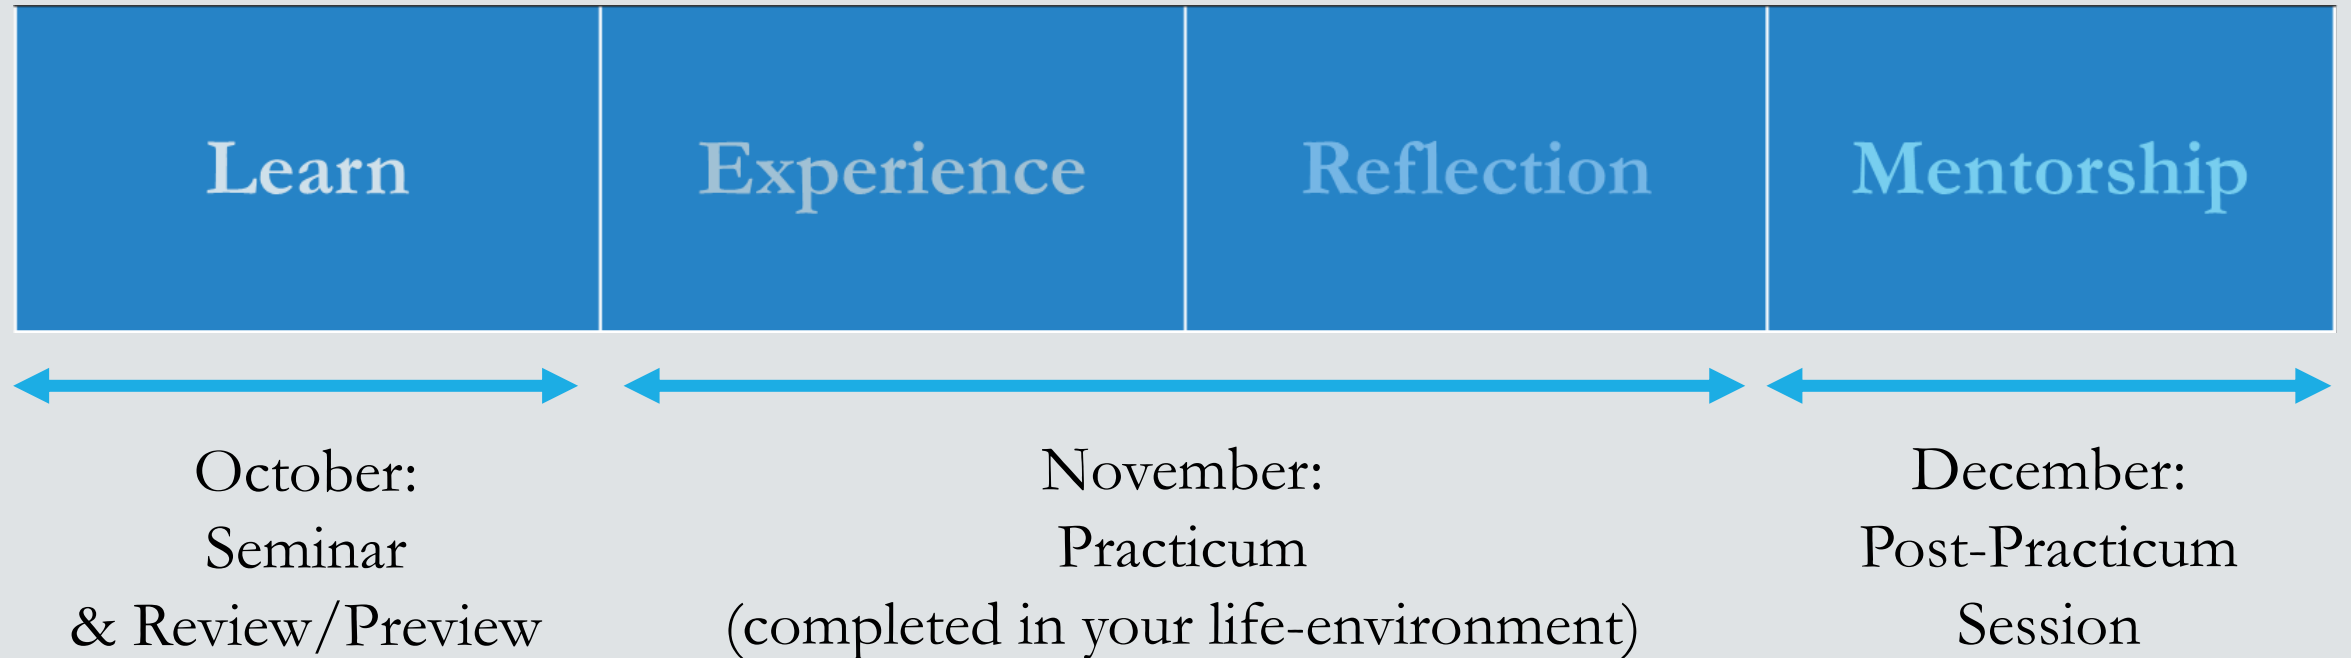 Learn
Experience
Reflection
Mentorship
October:
Seminar
& Review/Preview
November:
Practicum
(completed in your life-environment)
December:
Post-Practicum
Session